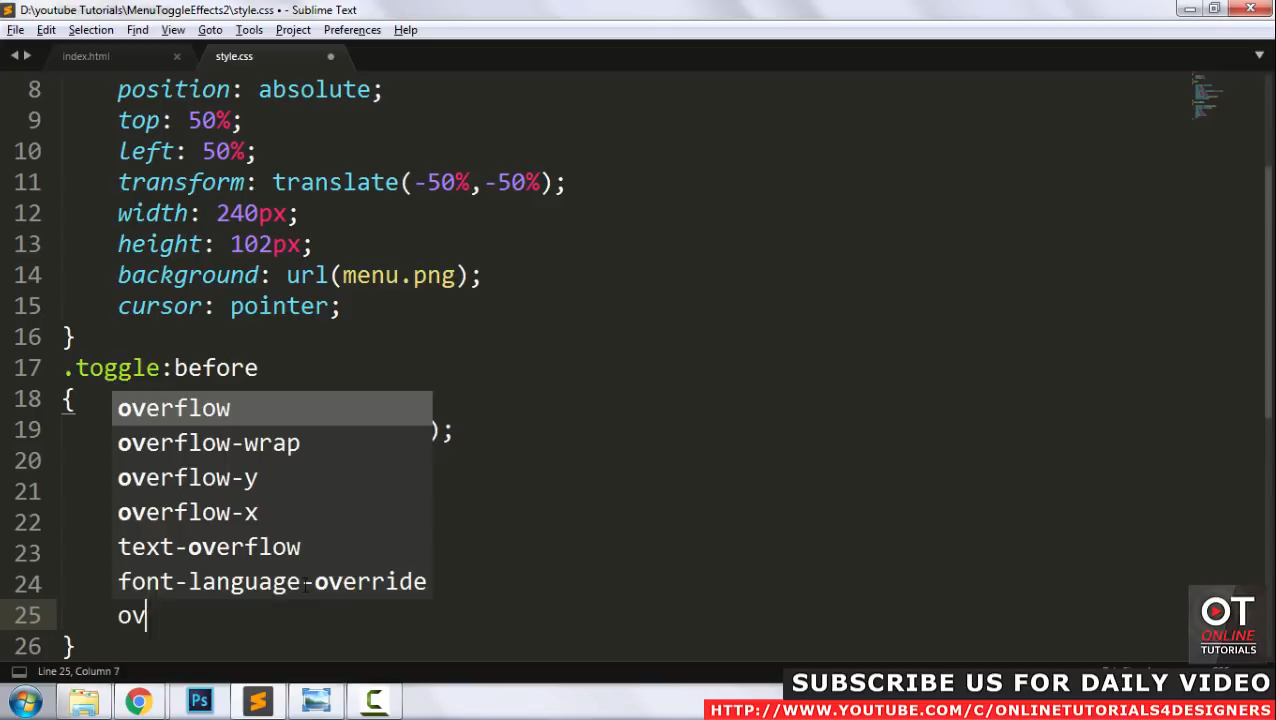 D:\youtube Tutorials\MenuToggleEffects2\style.css • - Sublime Text
File Edit Selection Find View Goto Tools Project Preferences Help
index.html × style.css
8 position: absolute;
9 top: 50%;
10 left: 50%;
11 transform: translate(-50%,-50%);
12 width: 240px;
13 height: 102px;
14 background: url(menu.png);
15 cursor: pointer;
16 }
17 .toggle:before
18 {
overflow
19 );
overflow-wrap
20
overflow-y
21
overflow-x
22
text-overflow
23
font-language-override
24
25 ov
26 }
OT
ONLINE
TUTORIALS
Line 25, Column 7
Ps
SUBSCRIBE US FOR DAILY VIDEO
HTTP://WWW.YOUTUBE.COM/C/ONLINETUTORIALS4DESIGNERS